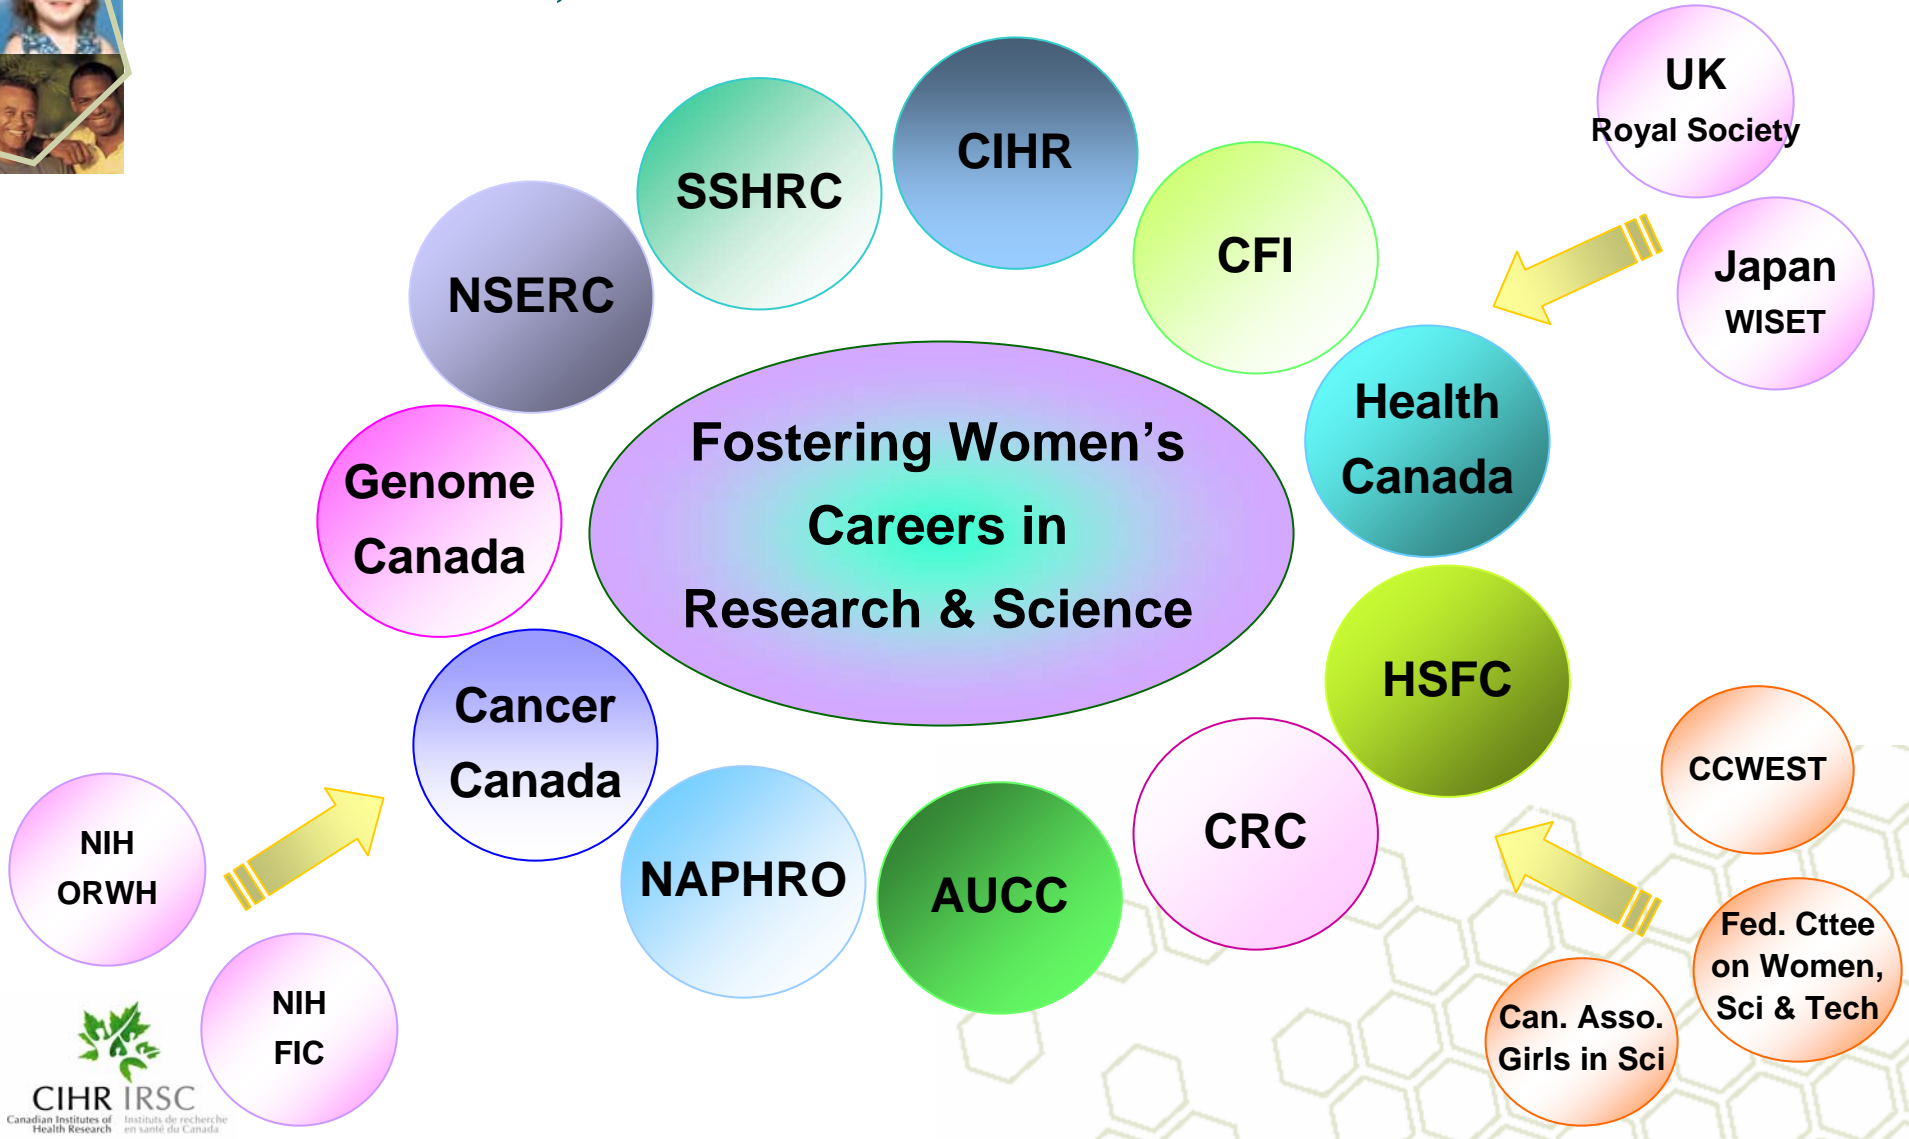 UK
Royal Society
CIHR
SSHRC
CFI
Japan
WISET
NSERC
Health
Canada
Fostering Women’s
Careers in
Research & Science
Genome
Canada
HSFC
Cancer
Canada
CCWEST
CRC
NAPHRO
AUCC
NIH
ORWH
Fed. Cttee
on Women,
Sci & Tech
NIH
FIC
Can. Asso.
Girls in Sci
CIHR IRSC
Canadian Institutes of Instituts de recherche
Health Research en santé du Canada